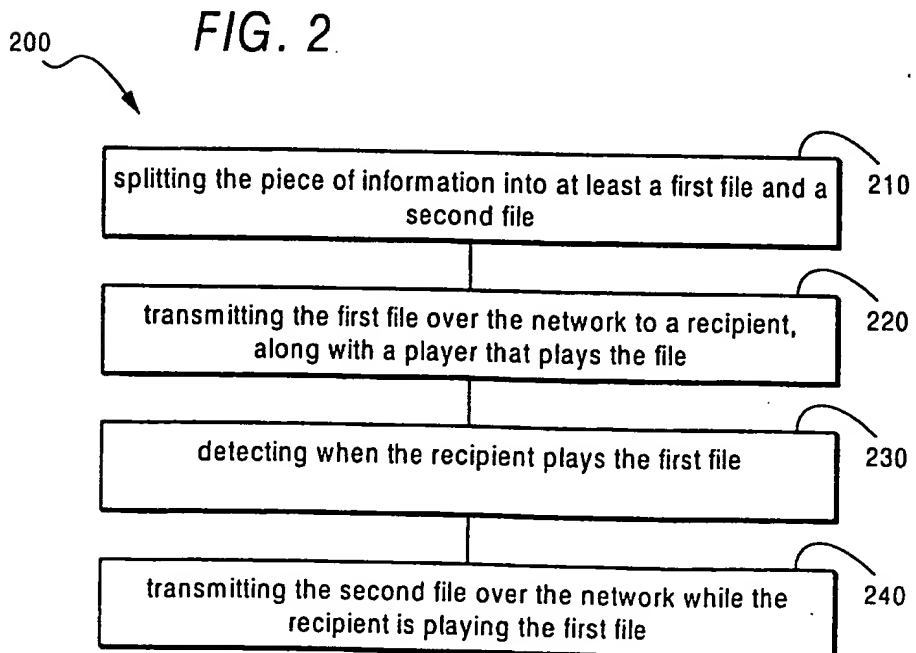 FIG. 2
200
splitting the piece of information into at least a first file and a
second file
210
transmitting the first file over the network to a recipient,
along with a player that plays the file
220
detecting when the recipient plays the first file
230
transmitting the second file over the network while the
recipient is playing the first file
240